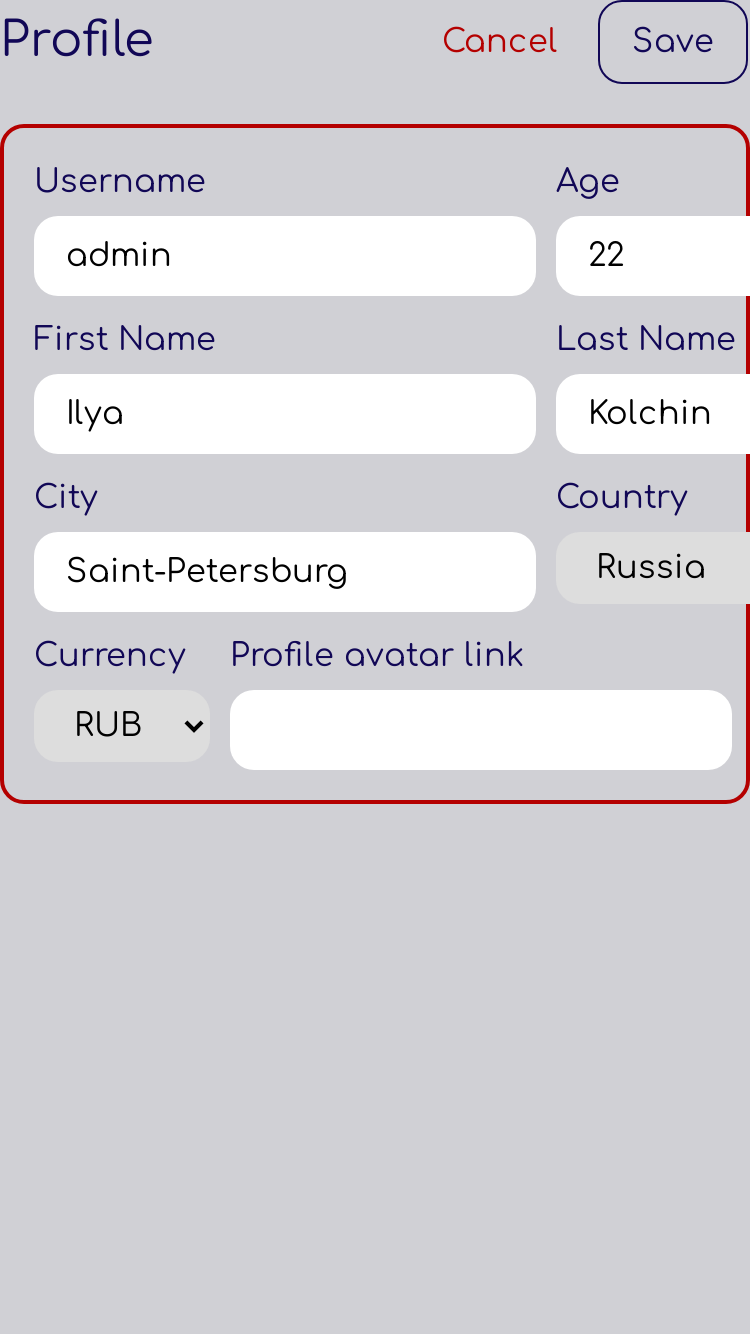 Profile Cancel Save
Username Age
admin 22
First Name Last Name
Ilya Kolchin
City Country
Saint-Petersburg Russia
Currency Profile avatar link
RUB